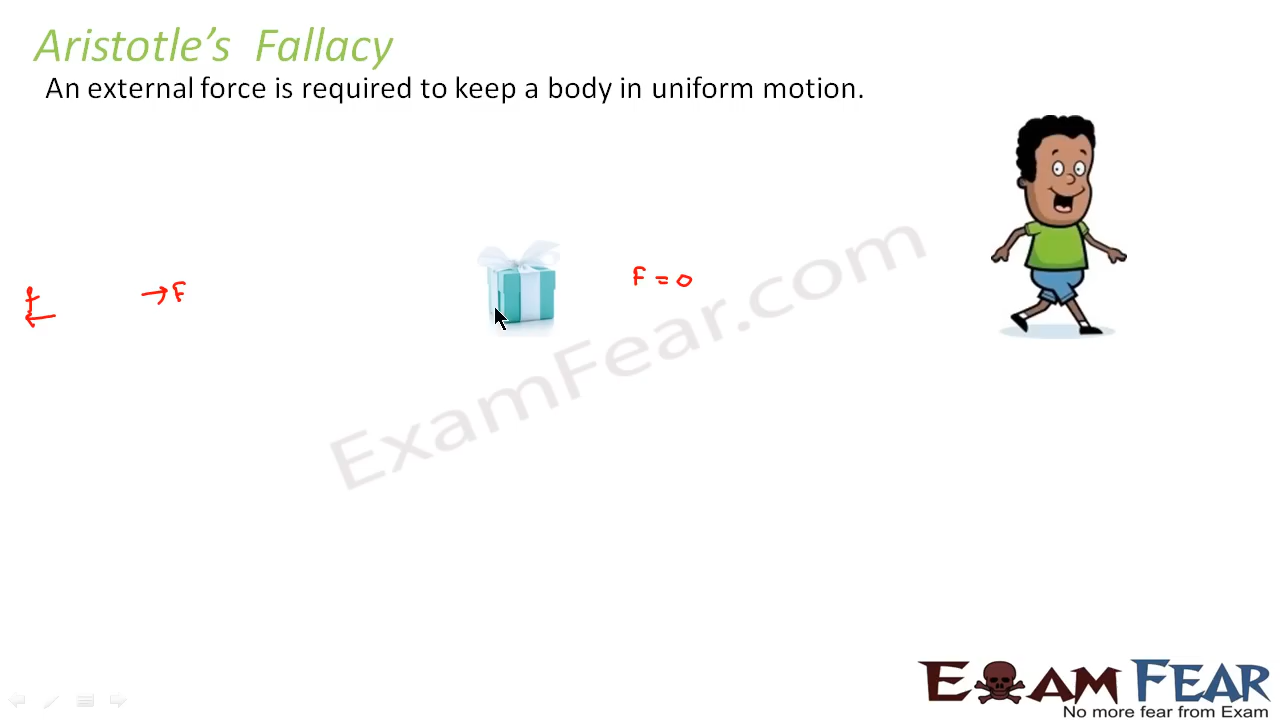 Aristotle's Fallacy
An external force is required to keep a body in uniform motion.
f
→F
F = 0
ExamFear.com
EXAM FEAR
No more fear from Exam